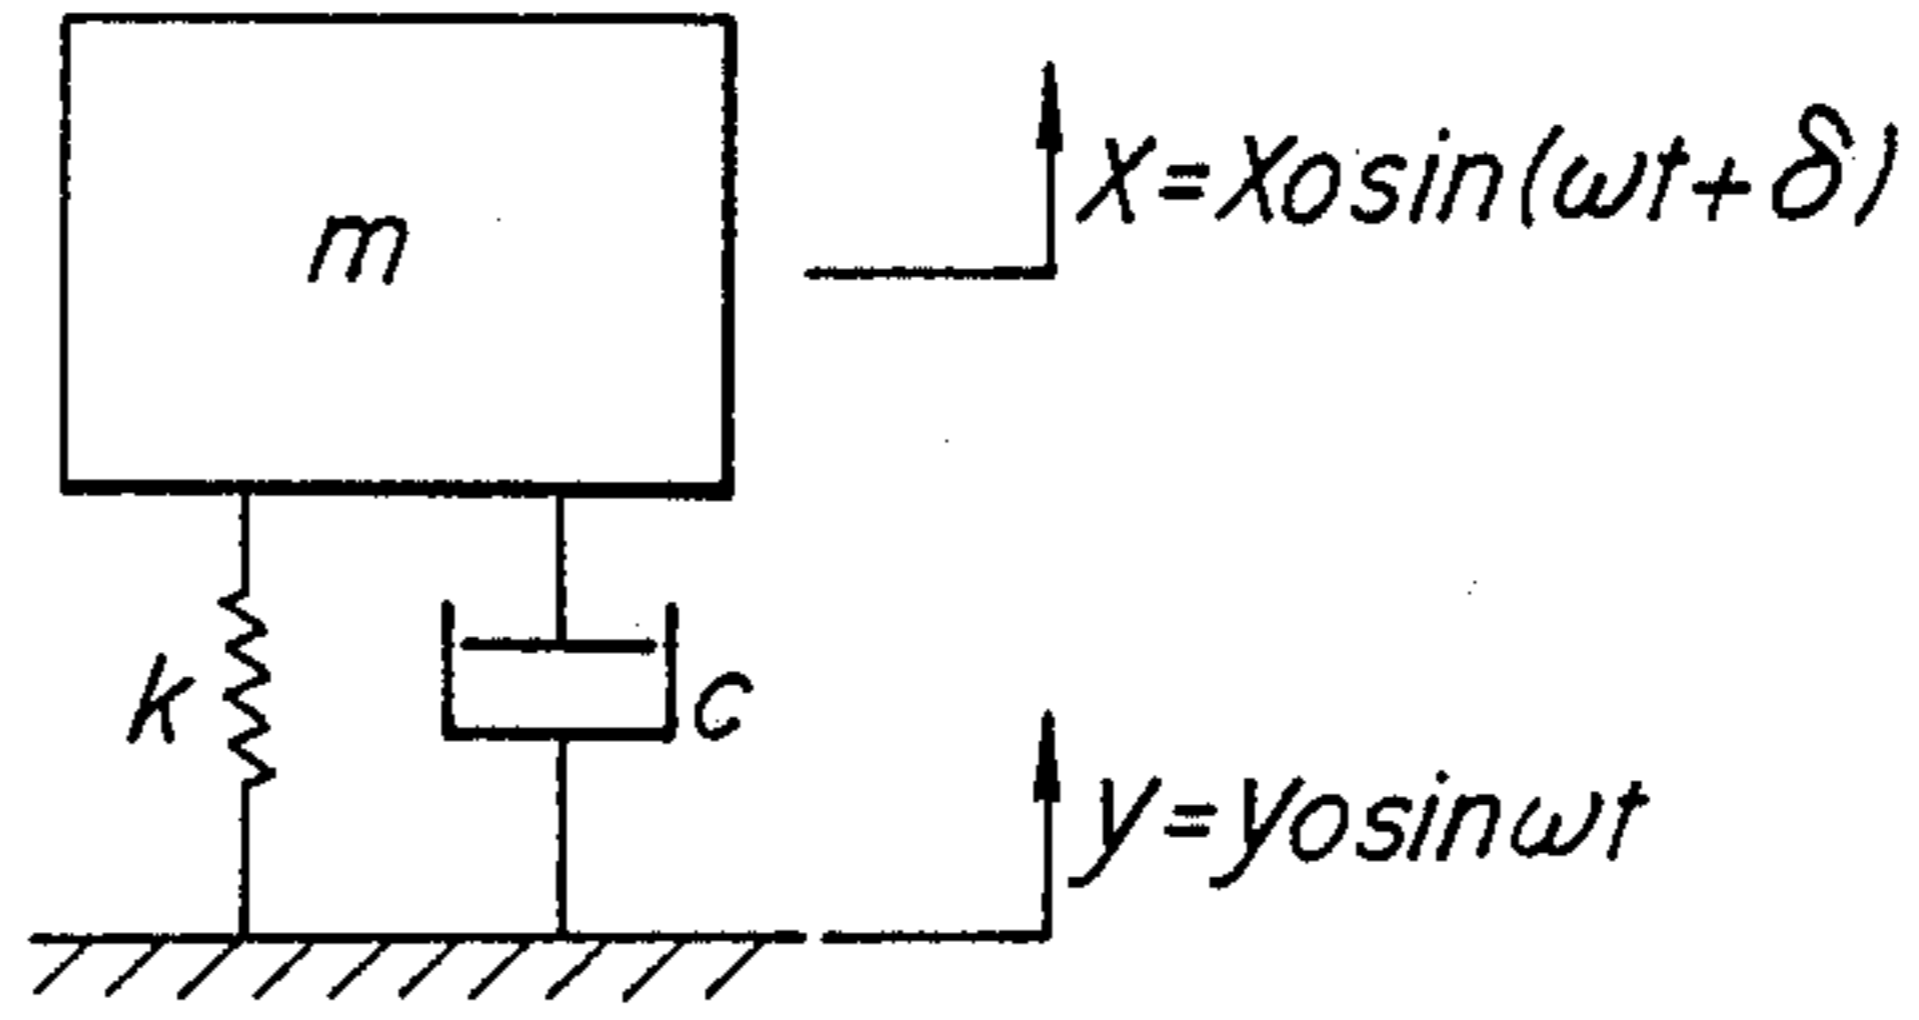 m
x=xosin(ωt+δ)
k
c
y=yosinωt